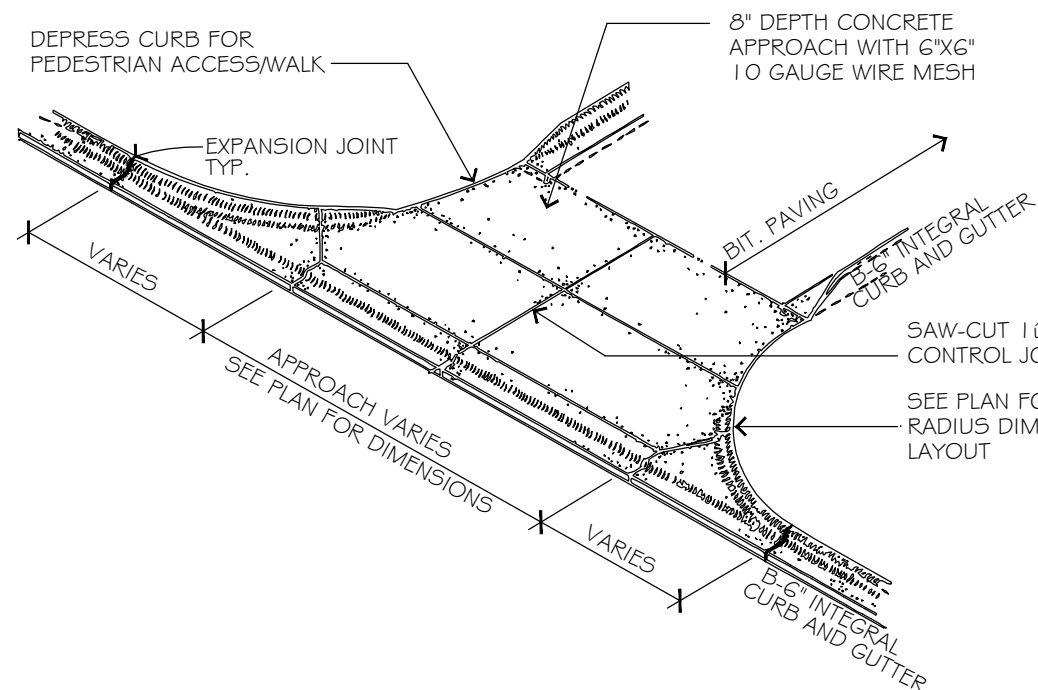 DEPRESS CURB FOR
PEDESTRIAN ACCESS/WALK
8" DEPTH CONCRETE
APPROACH WITH 6"X6"
10 GAUGE WIRE MESH
EXPANSION JOINT
TYP.
BIT. PAVING
B-6" INTEGRAL
CURB AND GUTTER
VARIES
SAW-CUT
CONTROL
APPROACH VARIES
SEE PLAN FOR DIMENSIONS
SEE PLAN
RADIUS
LAYOUT
VARIES
B-6" INTEGRAL
CURB AND GUTTER